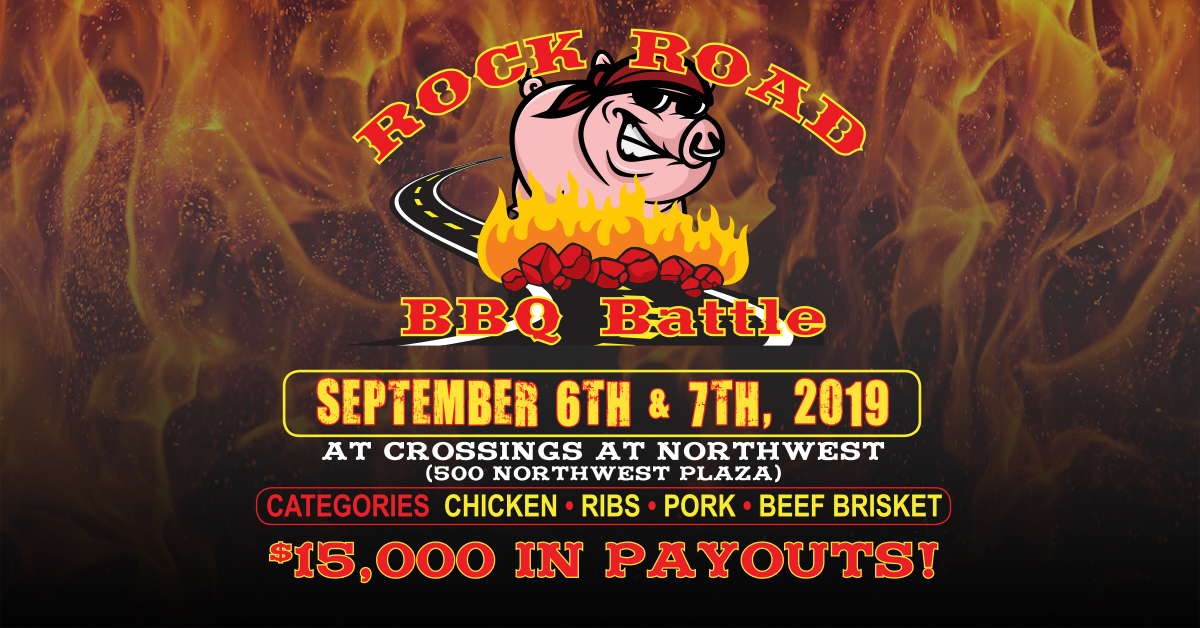 ROCK ROAD
BBQ Battle
SEPTEMBER 6TH & 7TH, 2019
AT CROSSINGS AT NORTHWEST
(500 NORTHWEST PLAZA)
CATEGORIES CHICKEN • RIBS • PORK • BEEF BRISKET
$15,000 IN PAYOUTS!